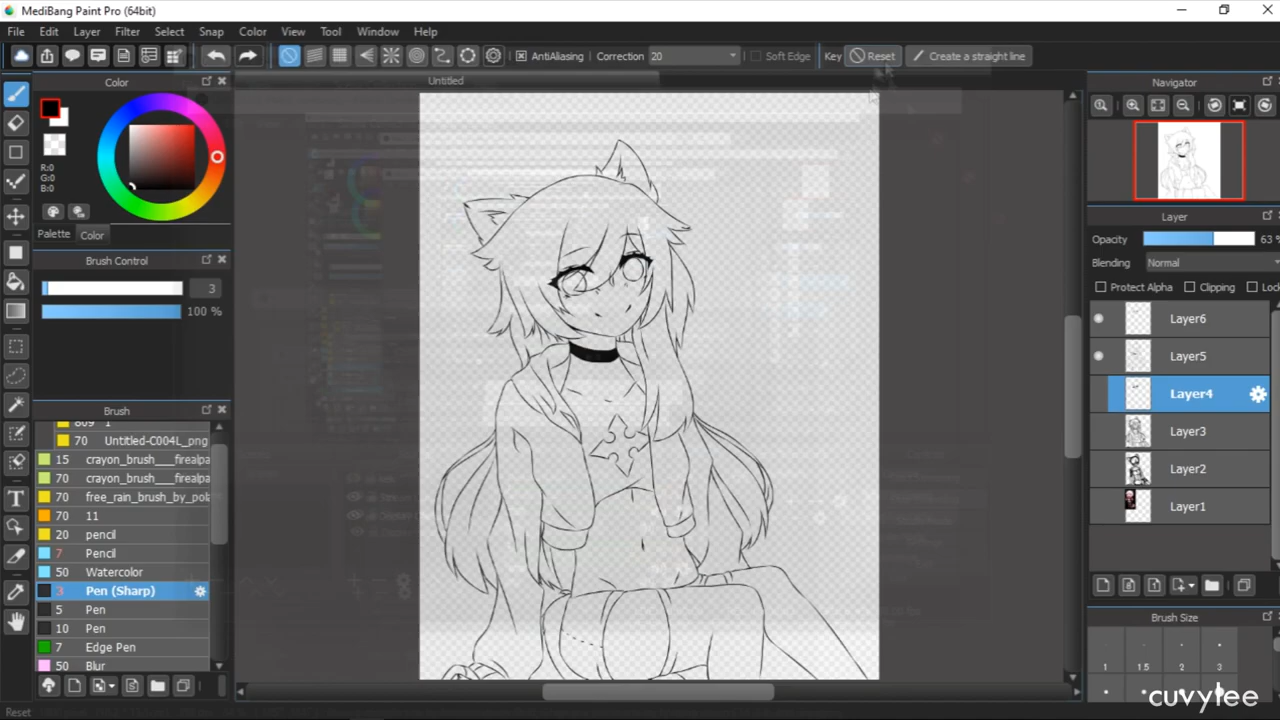 MediBang Paint Pro (64bit)
File Edit Layer Filter Select Snap Color View Tool Window Help
AntiAliasing Correction 20 Soft Edge Key Reset Create a straight line
Color
Untitled
Navigator
R:0
G:0
B:0
Palette Color
Brush Control
3
100 %
Layer
Opacity 63 %
Blending Normal
Protect Alpha Clipping Loc
Layer6
Layer5
Layer4
Layer3
Layer2
Layer1
Brush
809 1
70 Untitled-C004L_png
15 crayon_brush___firealpa
70 crayon_brush___firealpa
70 free_rain_brush_by_pola
70 11
20 pencil
7 Pencil
50 Watercolor
3 Pen (Sharp)
5 Pen
10 Pen
7 Edge Pen
50 Blur
Brush Size
1 1.5 2 3
cuvylee
Reset